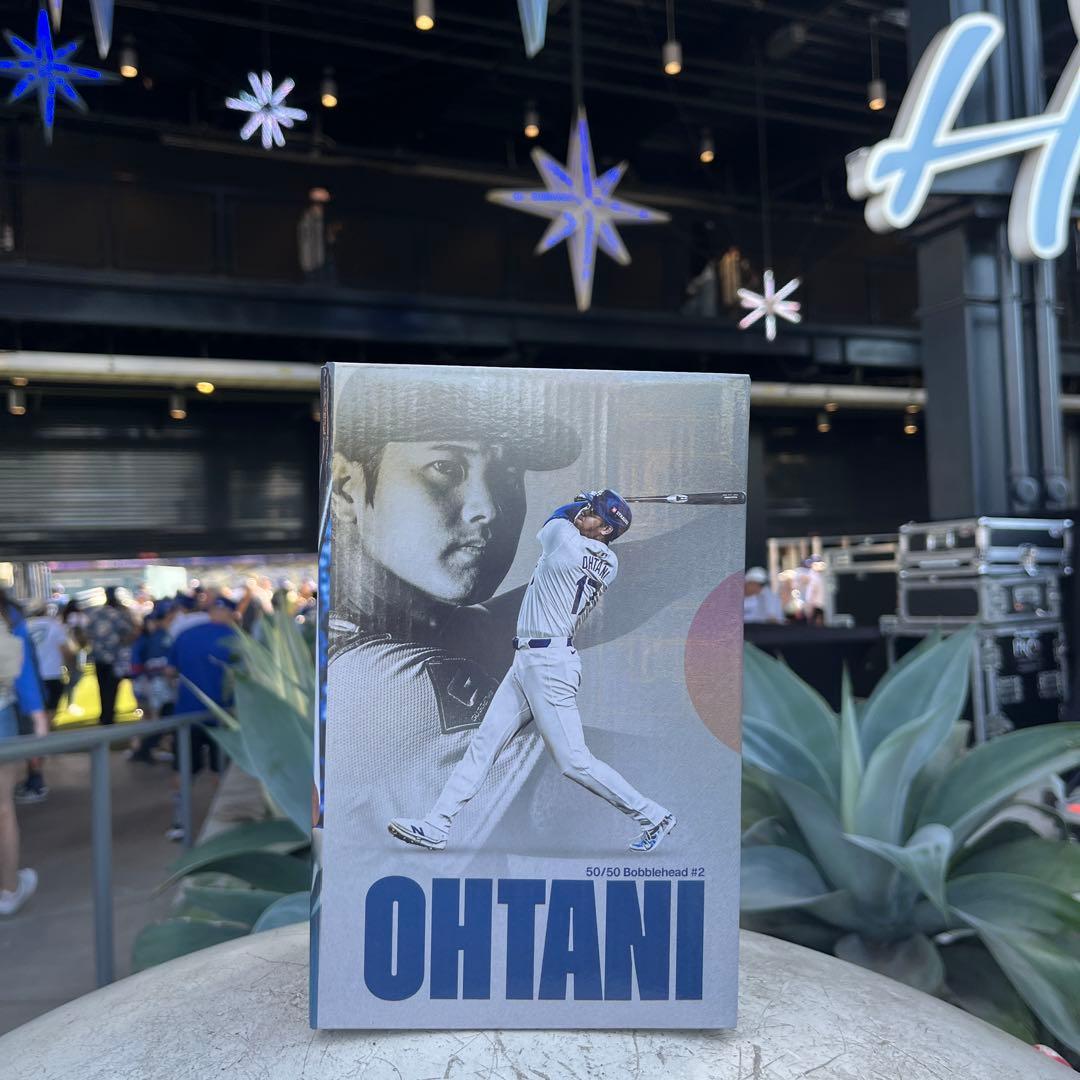 H
OHTANI
17
N
50/50 Bobblehead #2
OHTANI